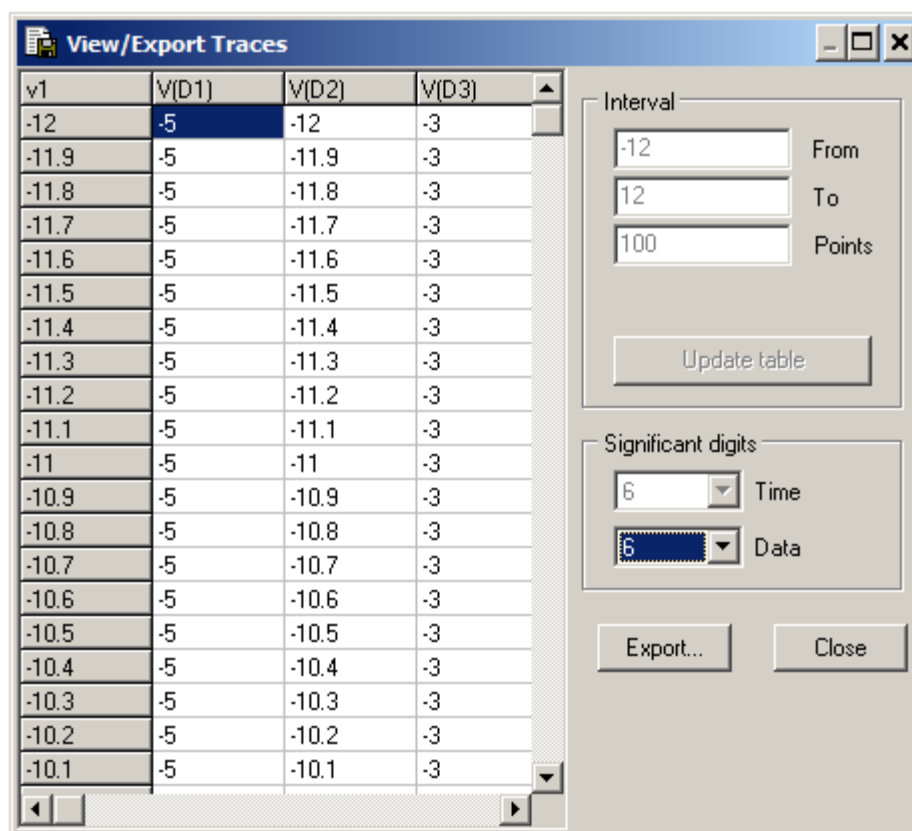 View/Export Traces
v1 V(D1) V(D2) V(D3)
-12 -5 -12 -3
-11.9 -5 -11.9 -3
-11.8 -5 -11.8 -3
-11.7 -5 -11.7 -3
-11.6 -5 -11.6 -3
-11.5 -5 -11.5 -3
-11.4 -5 -11.4 -3
-11.3 -5 -11.3 -3
-11.2 -5 -11.2 -3
-11.1 -5 -11.1 -3
-11 -5 -11 -3
-10.9 -5 -10.9 -3
-10.8 -5 -10.8 -3
-10.7 -5 -10.7 -3
-10.6 -5 -10.6 -3
-10.5 -5 -10.5 -3
-10.4 -5 -10.4 -3
-10.3 -5 -10.3 -3
-10.2 -5 -10.2 -3
-10.1 -5 -10.1 -3
Interval
-12 From
12 To
100 Points
Update table
Significant digits
6 Time
6 Data
Export... Close